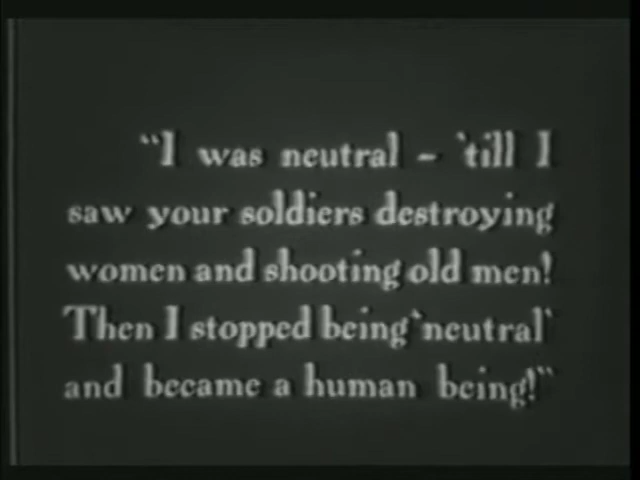 "I was neutral - 'till I
saw your soldiers destroying
women and shooting old men!
Then I stopped being 'neutral'
and became a human being!"